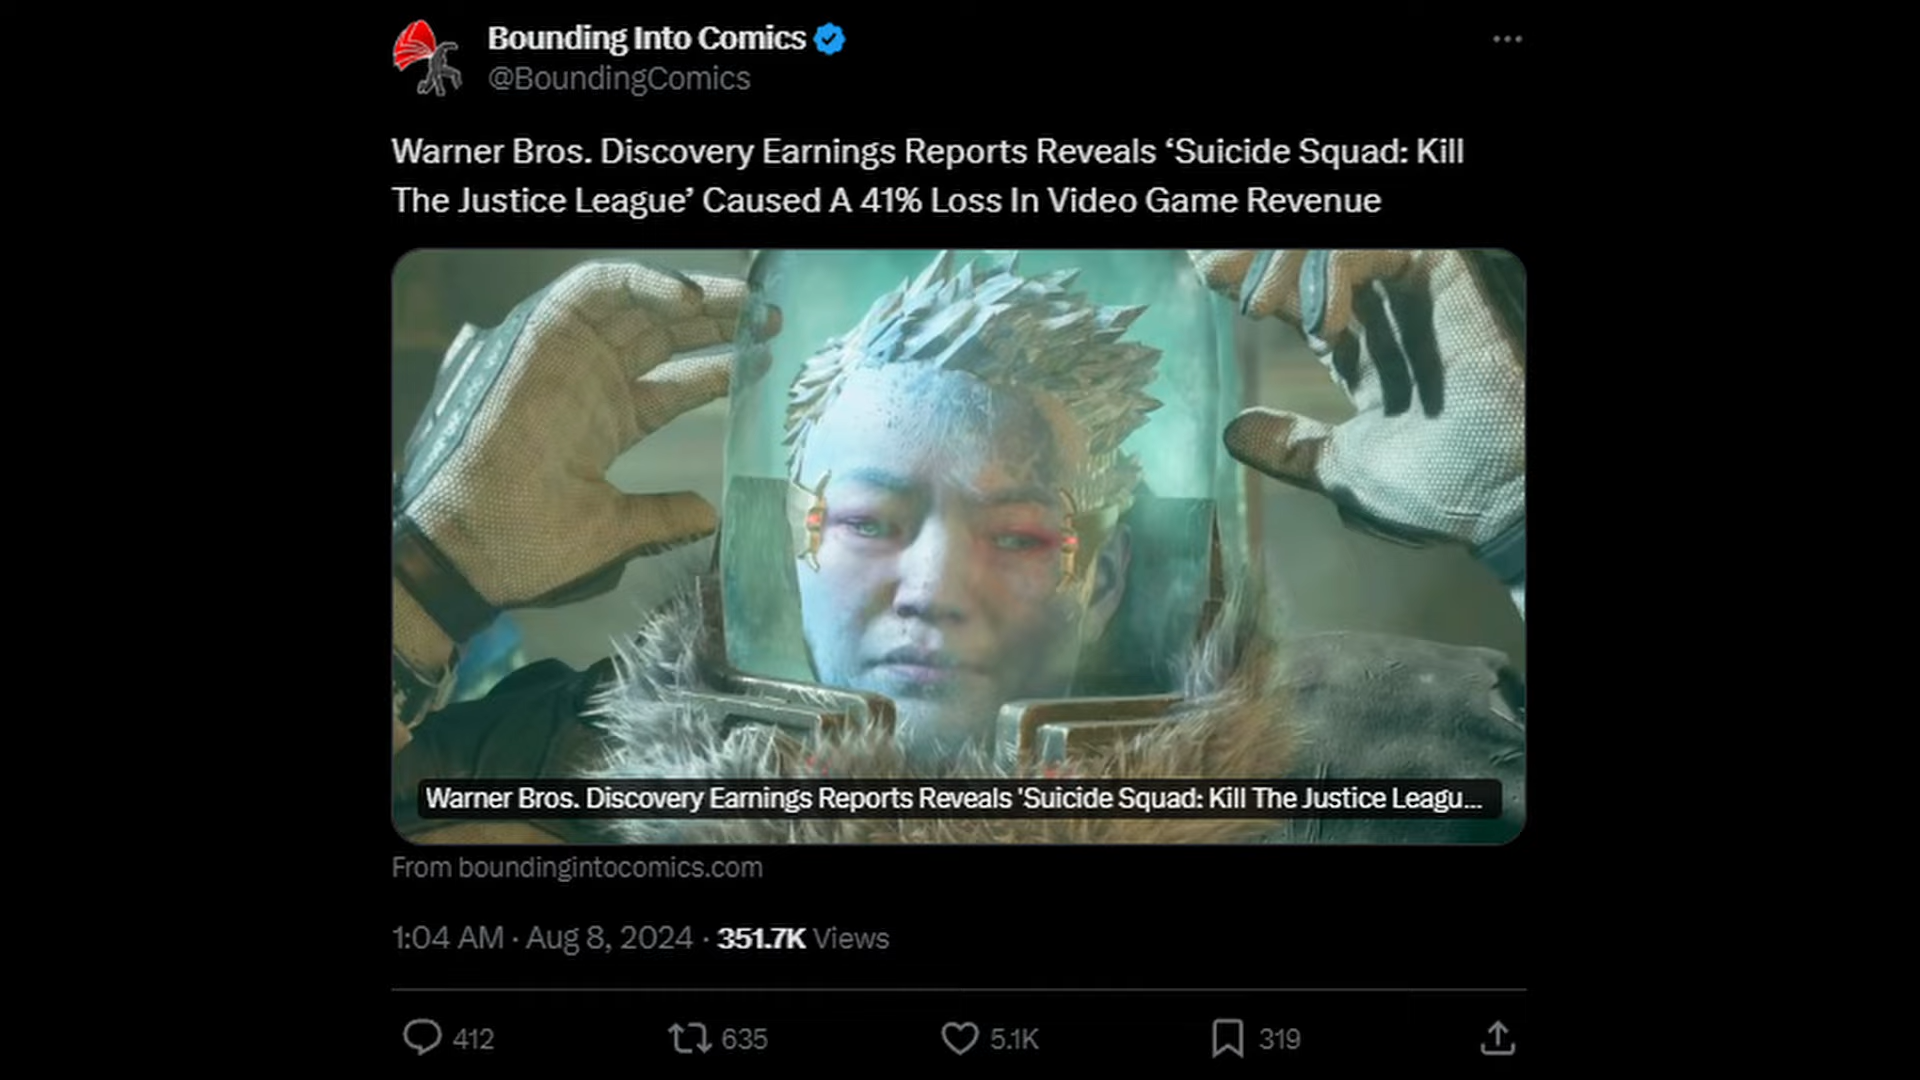 Bounding Into Comics
@BoundingComics
Warner Bros. Discovery Earnings Reports Reveals ‘Suicide Squad: Kill
The Justice League’ Caused A 41% Loss In Video Game Revenue
Warner Bros. Discovery Earnings Reports Reveals 'Suicide Squad: Kill The Justice Leagu...
From boundingintocomics.com
1:04 AM · Aug 8, 2024 · 351.7K Views
412 635 5.1K 319